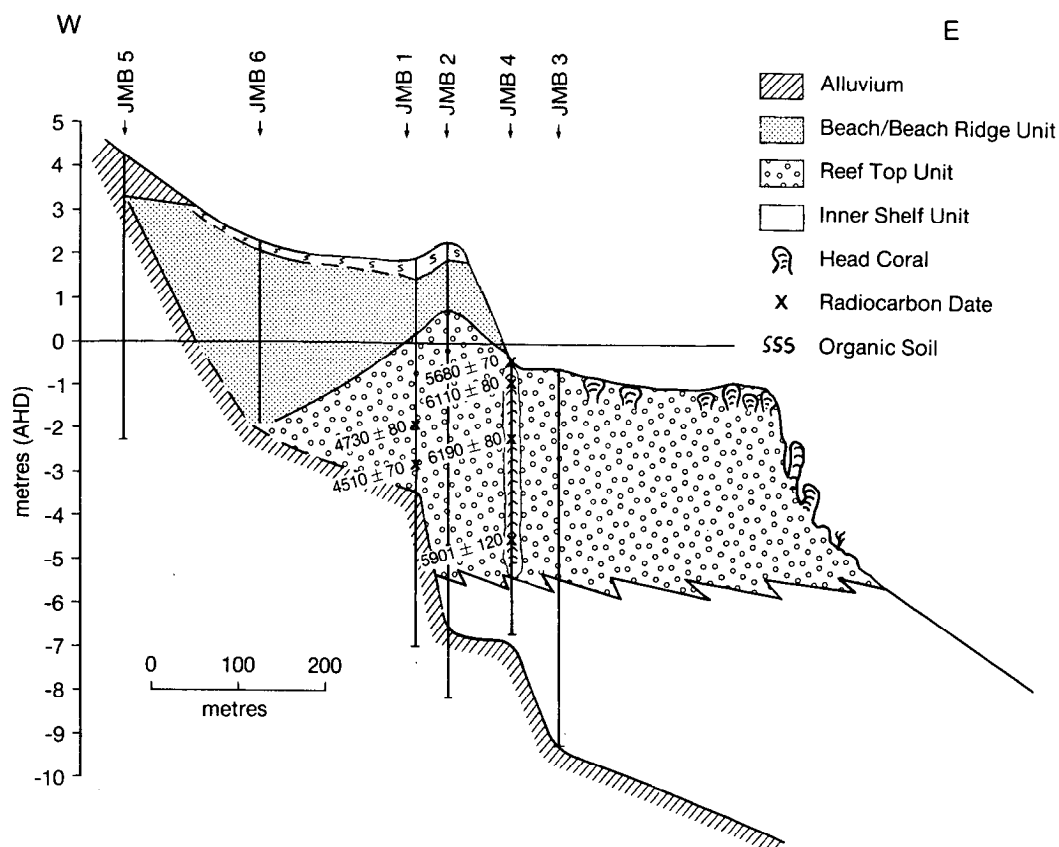 W
E
JMB 5
JMB 6
JMB 1
JMB 2
JMB 4
JMB 3
Alluvium
Beach/Beach Ridge Unit
Reef Top Unit
Inner Shelf Unit
Head Coral
x Radiocarbon Date
SSS Organic Soil
metres (AHD)
5
4
3
2
1
0
-1
-2
-3
-4
-5
-6
-7
-8
-9
-10
5680 ± 70
6110 ± 80
4730 ± 80
6190 ± 80
4510 ± 70
5901 ± 120
0 100 200
metres